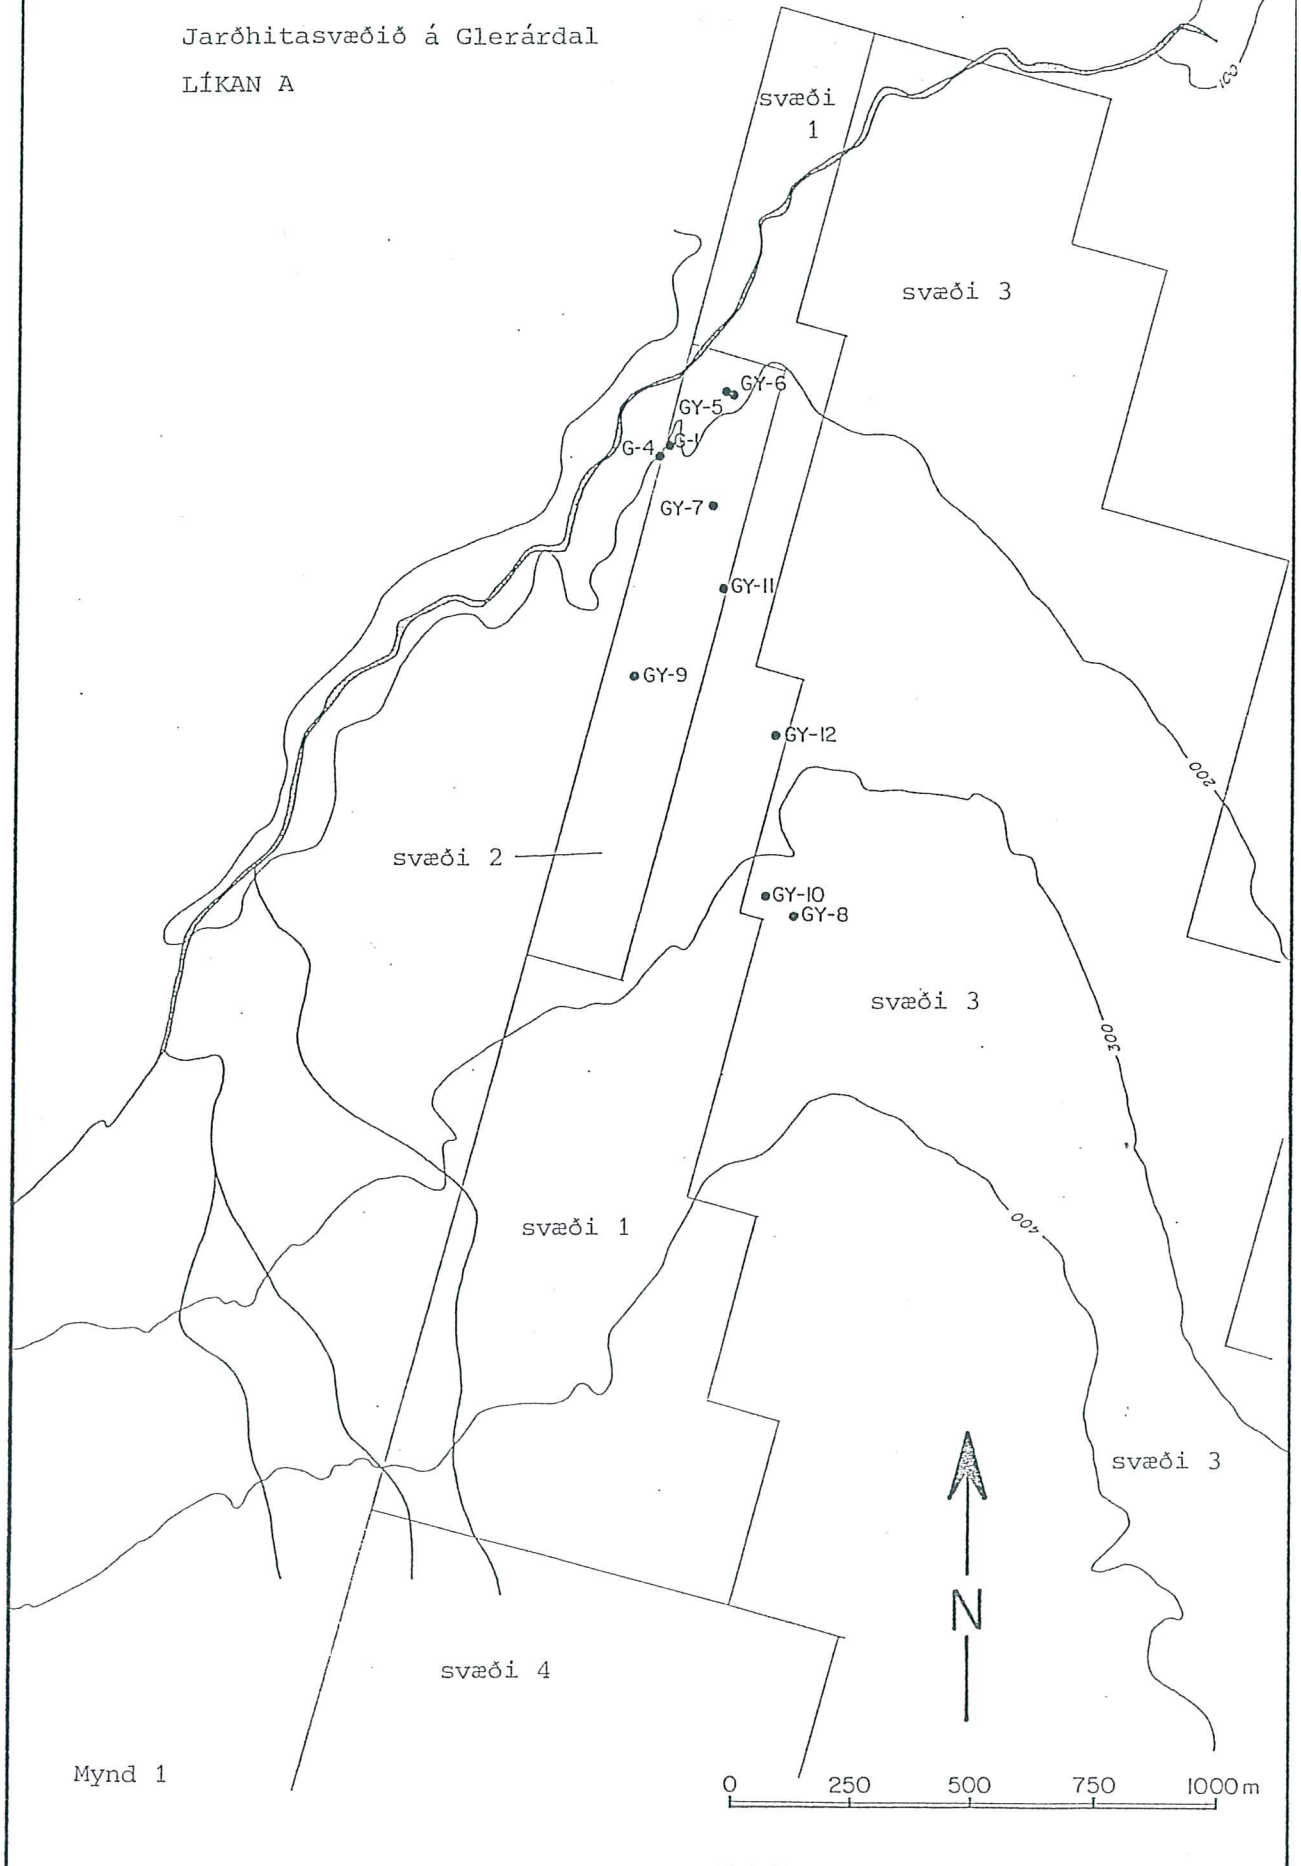 Jarðhitasvæðið á Glerárdal
LÍKAN A
100
svæði
1
svæði 3
GY-6
GY-5
G-1
G-4
GY-7
GY-11
GY-9
GY-12
200
svæði 2
GY-10
GY-8
svæði 3
300
400
svæði 1
svæði 3
N
svæði 4
Mynd 1
0 250 500 750 1000m